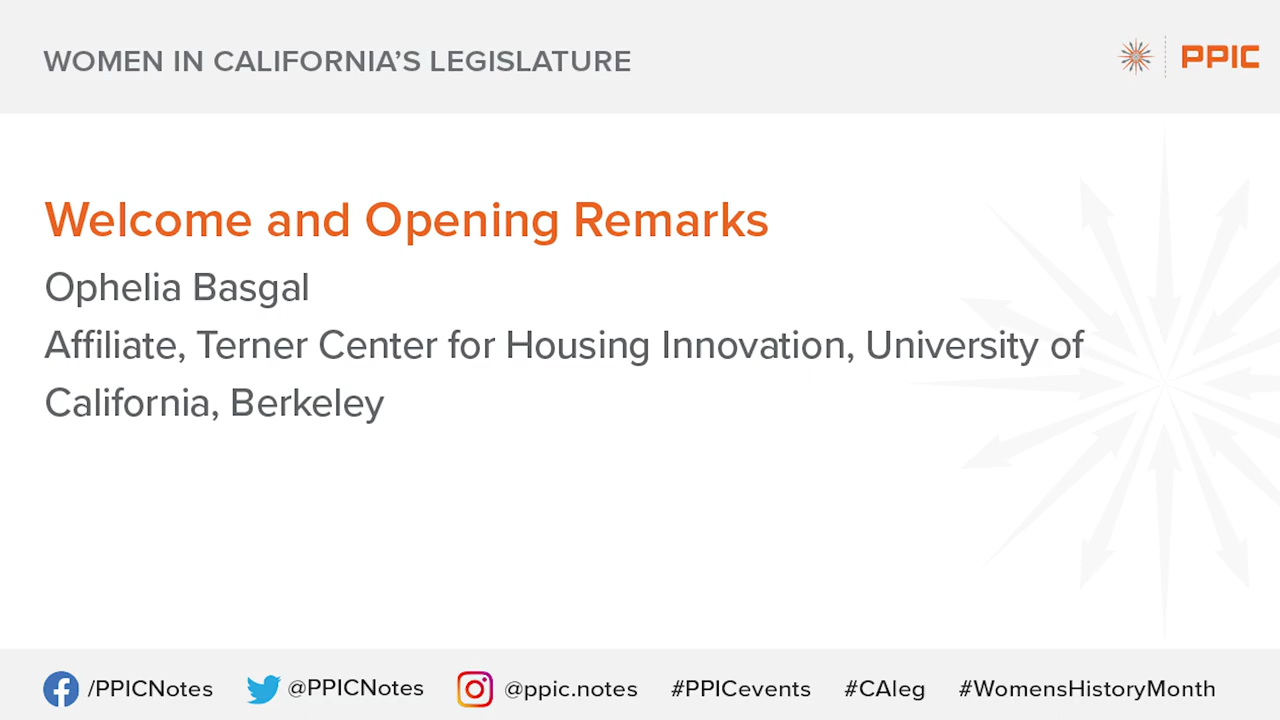 WOMEN IN CALIFORNIA’S LEGISLATURE
PPIC
Welcome and Opening Remarks
Ophelia Basgal
Affiliate, Terner Center for Housing Innovation, University of
California, Berkeley
/PPICNotes @PPICNotes @ppic.notes #PPICevents #CAleg #WomensHistoryMonth